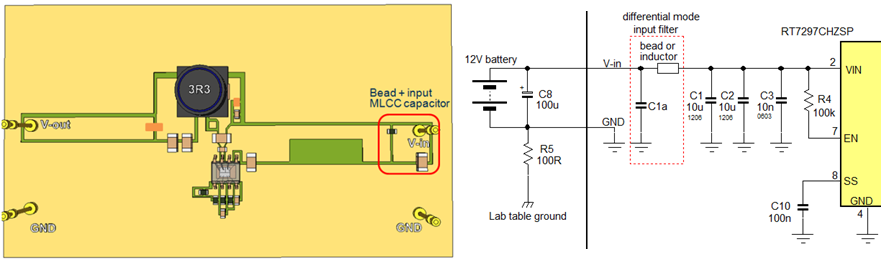 3R3
Bead + input
MLCC capacitor
V-out
V-in
GND
GND
differential mode
input filter
bead or
inductor
RT7297CHZSP
12V battery
V-in
2
VIN
C8
100u
C1a
C1
10u
1206
C2
10u
1206
C3
10n
0603
R4
100k
GND
7
EN
R5
100R
8
SS
C10
100n
GND
4
Lab table ground